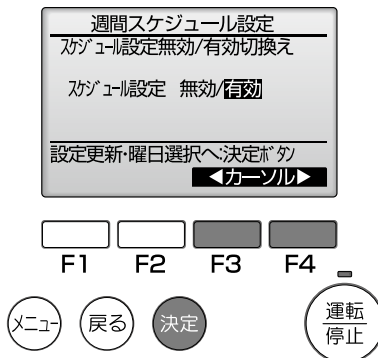 週間スケジュール設定
スケジュール設定無効/有効切換え
スケジュール設定 無効/有効
設定更新・曜日選択へ:決定ボタン
◀カーソル▶
F1 F2 F3 F4
メニュー 戻る 決定 運転
停止